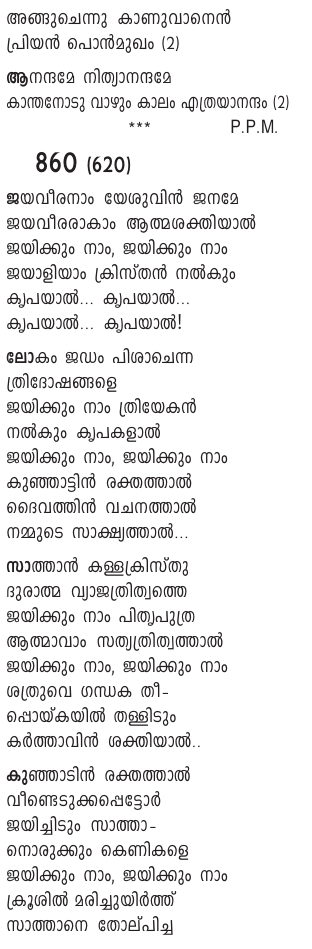 അങ്ങുചെന്നു കാണുവാനെൻ
പ്രിയൻ പൊൻമുഖം (2)
ആനന്ദമേ നിത്യാനന്ദമേ
കാന്തനോടു വാഴും കാലം എത്രയാനന്ദം (2)
*** P.P.M.
860 (620)
ജയവീരനാം യേശുവിൻ ജനമേ
ജയവീരരാകാം ആത്മശക്തിയാൽ
ജയിക്കും നാം, ജയിക്കും നാം
ജയാളിയാം ക്രിസ്തൻ നൽകും
കൃപയാൽ... കൃപയാൽ...
കൃപയാൽ... കൃപയാൽ!
ലോകം ജഡം പിശാചെന്ന
ത്രിദോഷങ്ങളെ
ജയിക്കും നാം ത്രിയേകൻ
നൽകും കൃപകളാൽ
ജയിക്കും നാം, ജയിക്കും നാം
കുഞ്ഞാട്ടിൻ രക്തത്താൽ
ദൈവത്തിൻ വചനത്താൽ
നമ്മുടെ സാക്ഷ്യത്താൽ...
സാത്താൻ കള്ളക്രിസ്തു
ദുരാത്മ വ്യാജത്രിത്വത്തെ
ജയിക്കും നാം പിതൃപുത്ര
ആത്മാവാം സത്യത്രിത്വത്താൽ
ജയിക്കും നാം, ജയിക്കും നാം
ശത്രുവെ ഗന്ധക തീ-
പ്പൊയ്കയിൽ തള്ളിടും
കർത്താവിൻ ശക്തിയാൽ..
കുഞ്ഞാടിൻ രക്തത്താൽ
വീണ്ടെടുക്കപ്പെട്ടോർ
ജയിച്ചിടും സാത്താ-
നൊരുക്കും കെണികളെ
ജയിക്കും നാം, ജയിക്കും നാം
ക്രൂശിൽ മരിച്ചുയിർത്ത്
സാത്താനെ തോല്പിച്ച